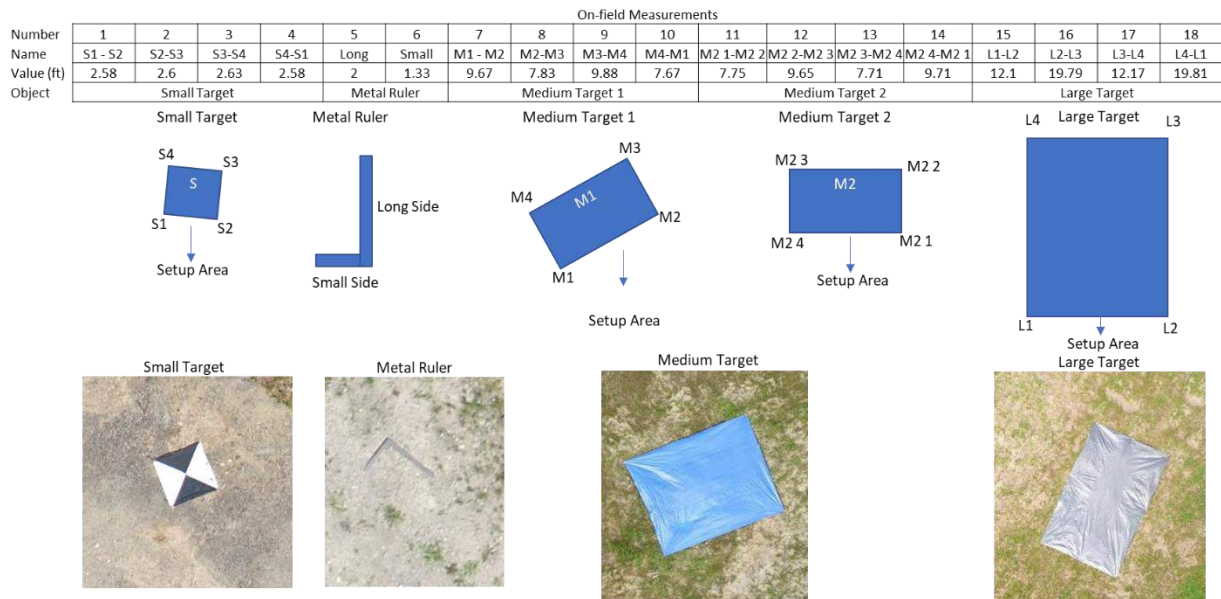 On-field Measurements
Number 1 2 3 4 5 6 7 8 9 10 11 12 13 14 15 16 17 18
Name S1 - S2 S2-S3 S3-S4 S4-S1 Long Small M1 - M2 M2-M3 M3-M4 M4-M1 M2 1-M2 2 M2 2-M2 3 M2 3-M2 4 M2 4-M2 1 L1-L2 L2-L3 L3-L4 L4-L1
Value (ft) 2.58 2.6 2.63 2.58 2 1.33 9.67 7.83 9.88 7.67 7.75 9.65 7.71 9.71 12.1 19.79 12.17 19.81
Object Small Target Metal Ruler Medium Target 1 Medium Target 2 Large Target
Small Target Metal Ruler Medium Target 1 Medium Target 2 Large Target
L4 L3
S4 S3
S
S1 S2
Setup Area
Long Side
Small Side
M3
M4 M1 M2
M1
Setup Area
M2 3 M2 2
M2
M2 4 M2 1
Setup Area
L1 L2
Setup Area
Small Target Metal Ruler Medium Target Large Target